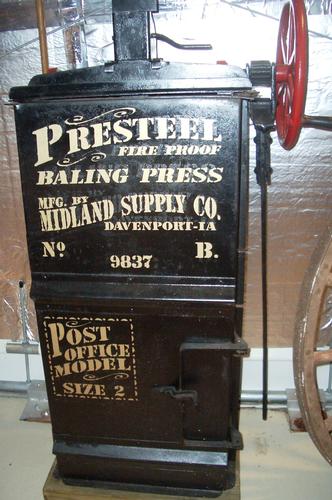 PRESTEEL
FIRE PROOF
BALING PRESS
MFG. BY
MIDLAND SUPPLY CO.
DAVENPORT-IA
No 9837 B.
POST
OFFICE
MODEL
SIZE 2